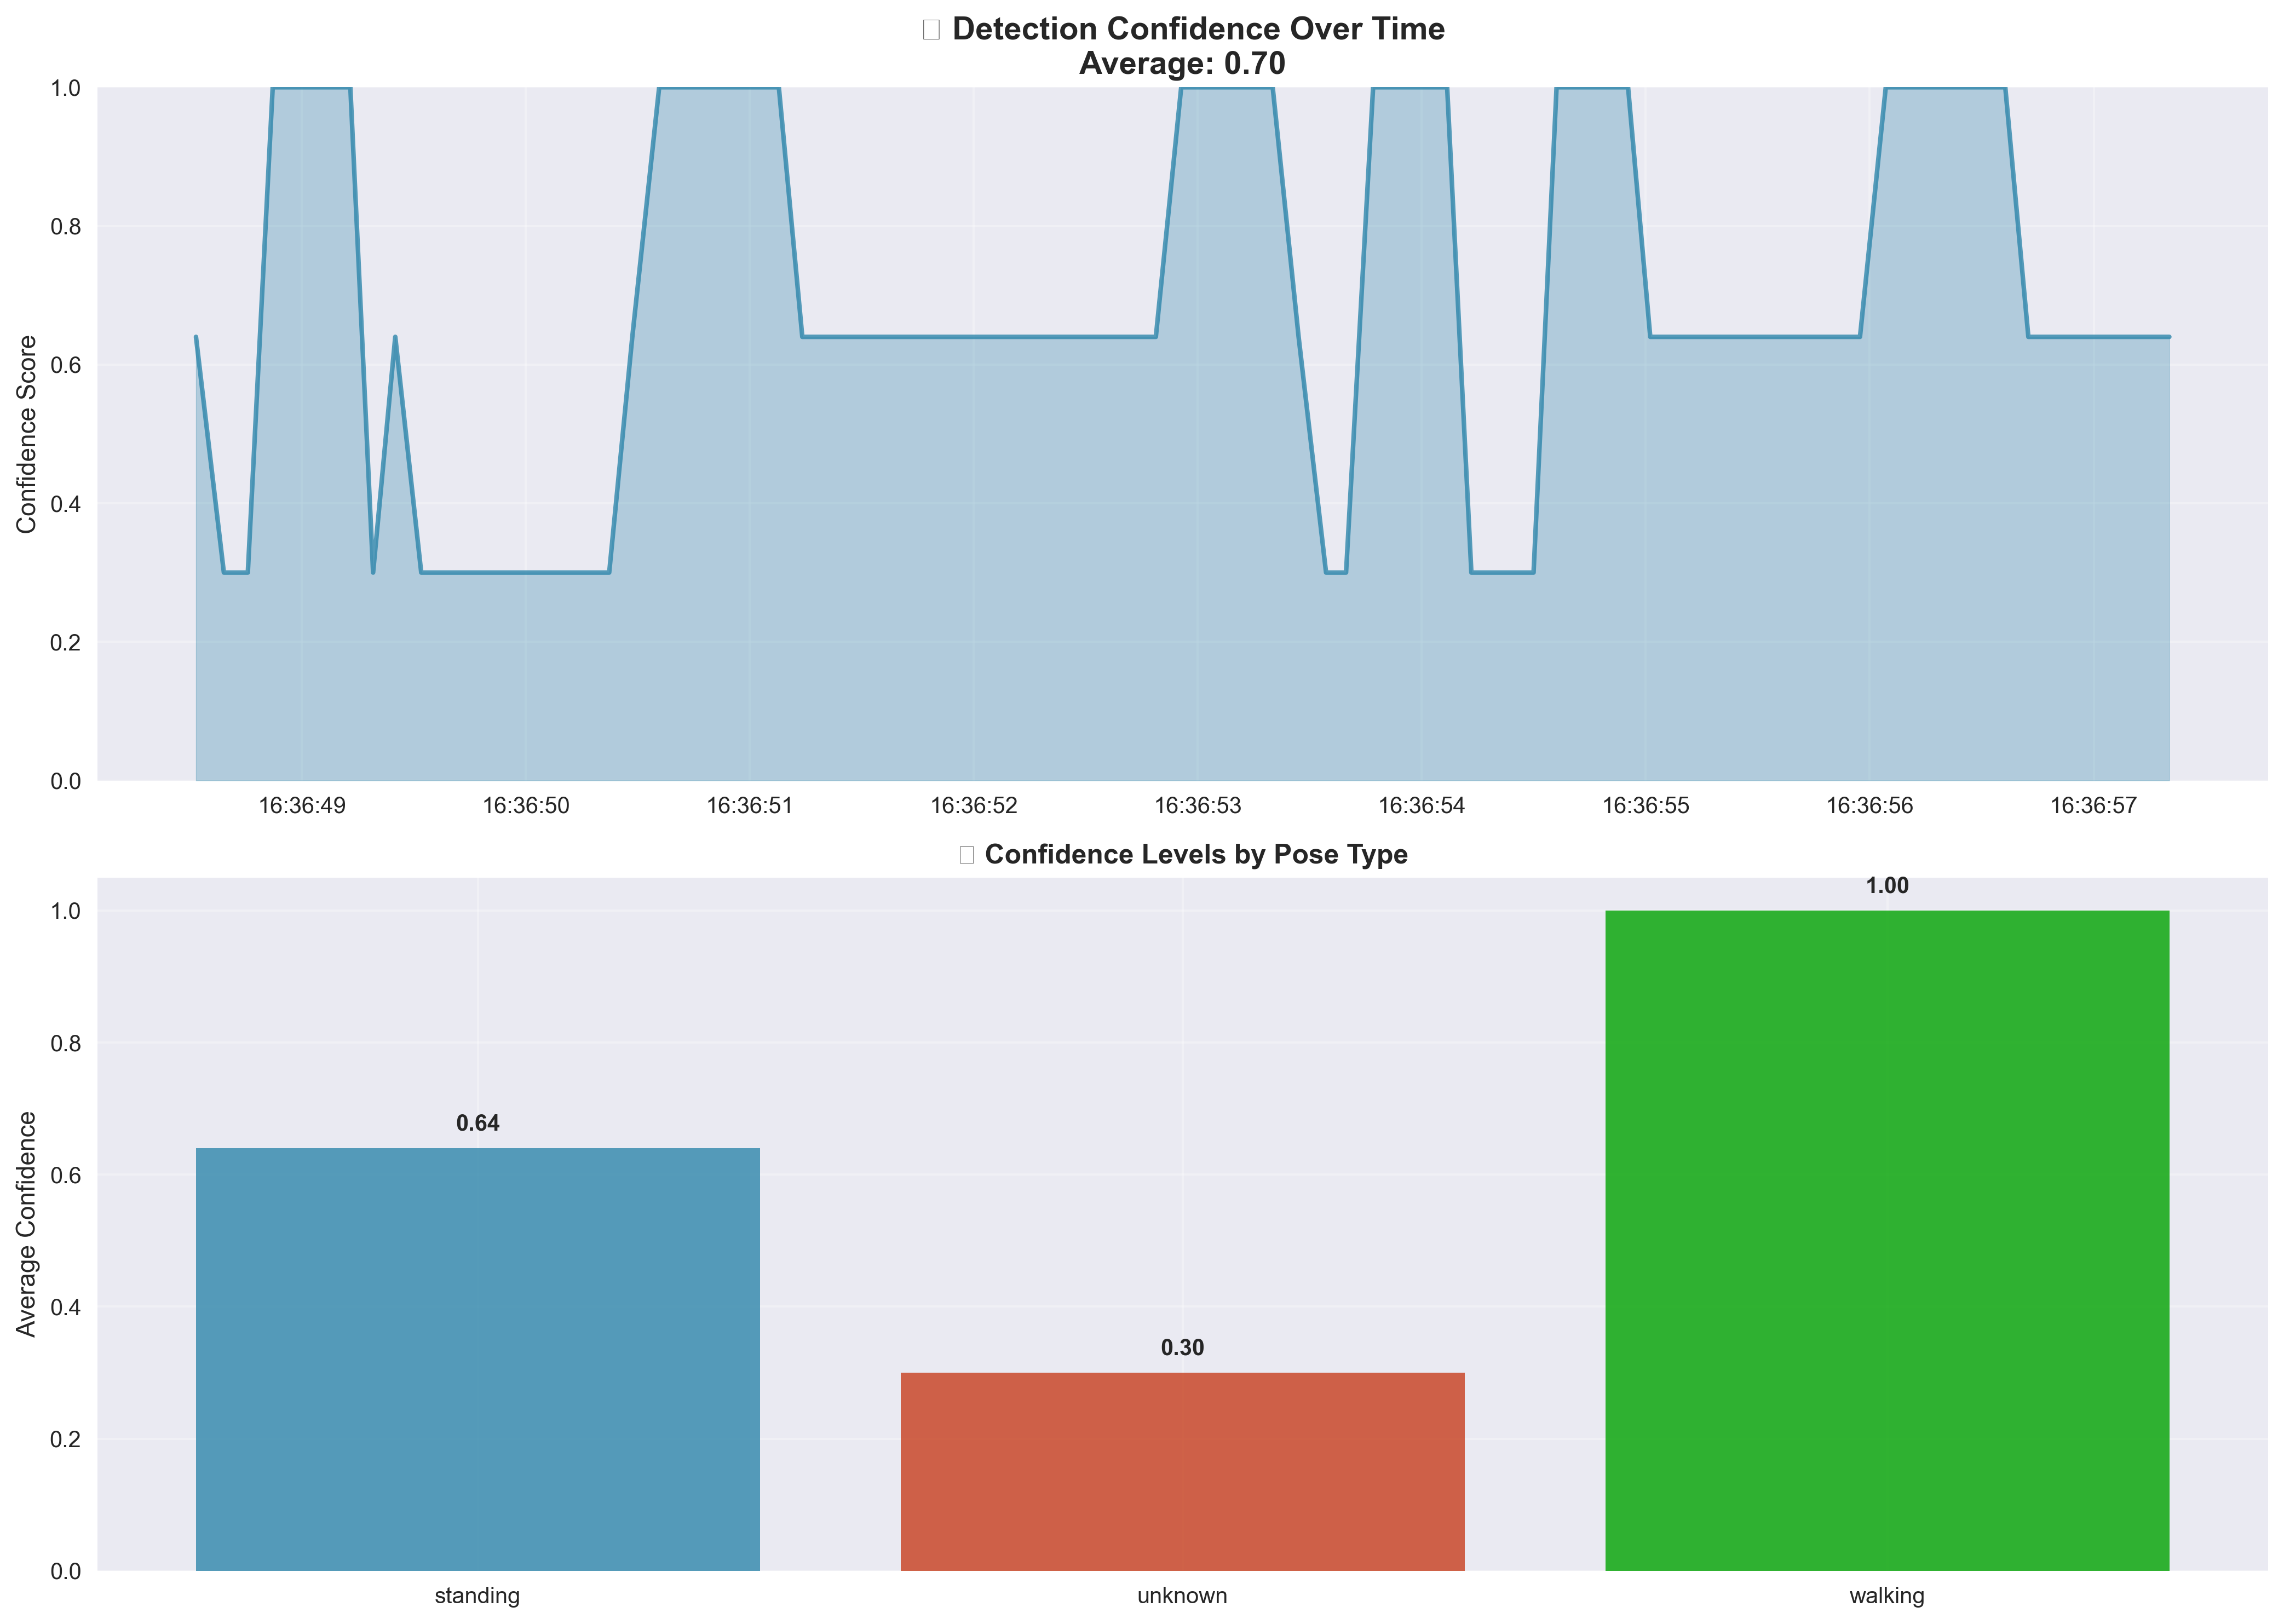 Detection Confidence Over Time
Average: 0.70
1.0
0.8
0.6
0.4
0.2
0.0
Confidence Score
16:36:49 16:36:50 16:36:51 16:36:52 16:36:53 16:36:54 16:36:55 16:36:56 16:36:57
Confidence Levels by Pose Type
1.0
0.8
0.6
0.4
0.2
0.0
Average Confidence
0.64
0.30
1.00
standing unknown walking